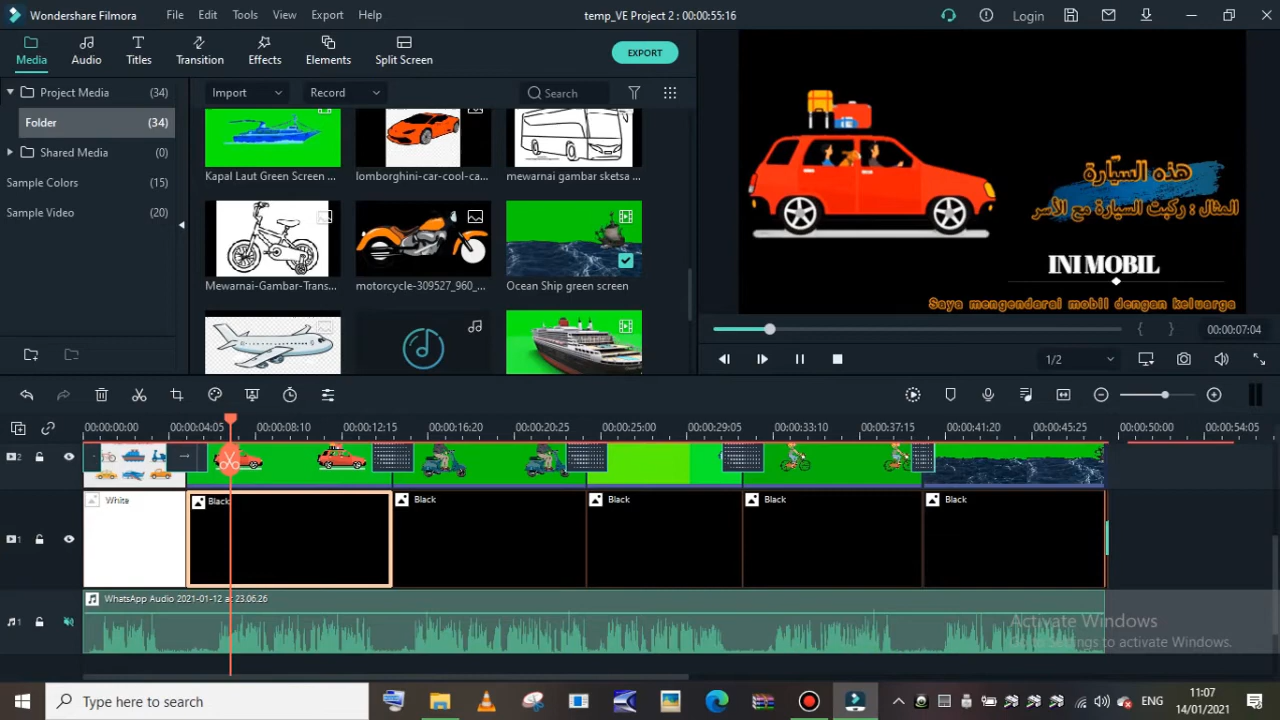 Wondershare Filmora
File Edit Tools View Export Help
temp_VE Project 2 : 00:00:55:16
Login
Media Audio Titles Transition Effects Elements Split Screen
EXPORT
Project Media (34)
Folder (34)
Shared Media (0)
Sample Colors (15)
Sample Video (20)
Import Record Search
Kapal Laut Green Screen ... lomborghini-car-cool-ca... mewarnai gambar sketsa ...
Mewarnai-Gambar-Trans... motorcycle-309527_960_... Ocean Ship green screen
هذه السيّارة
المثال : ركبت السيارة مع الأسر
INI MOBIL
Saya mengendarai mobil dengan keluarga
00:00:07:04
1/2
00:00:00:00 00:00:04:05 00:00:08:10 00:00:12:15 00:00:16:20 00:00:20:25 00:00:25:00 00:00:29:05 00:00:33:10 00:00:37:15 00:00:41:20 00:00:45:25 00:00:50:00 00:00:54:05
White Black Black Black Black Black
1
WhatsApp Audio 2021-01-12 at 23.06.26
1
Activate Windows
Go to Settings to activate Windows.
Type here to search
ENG
11:07
14/01/2021